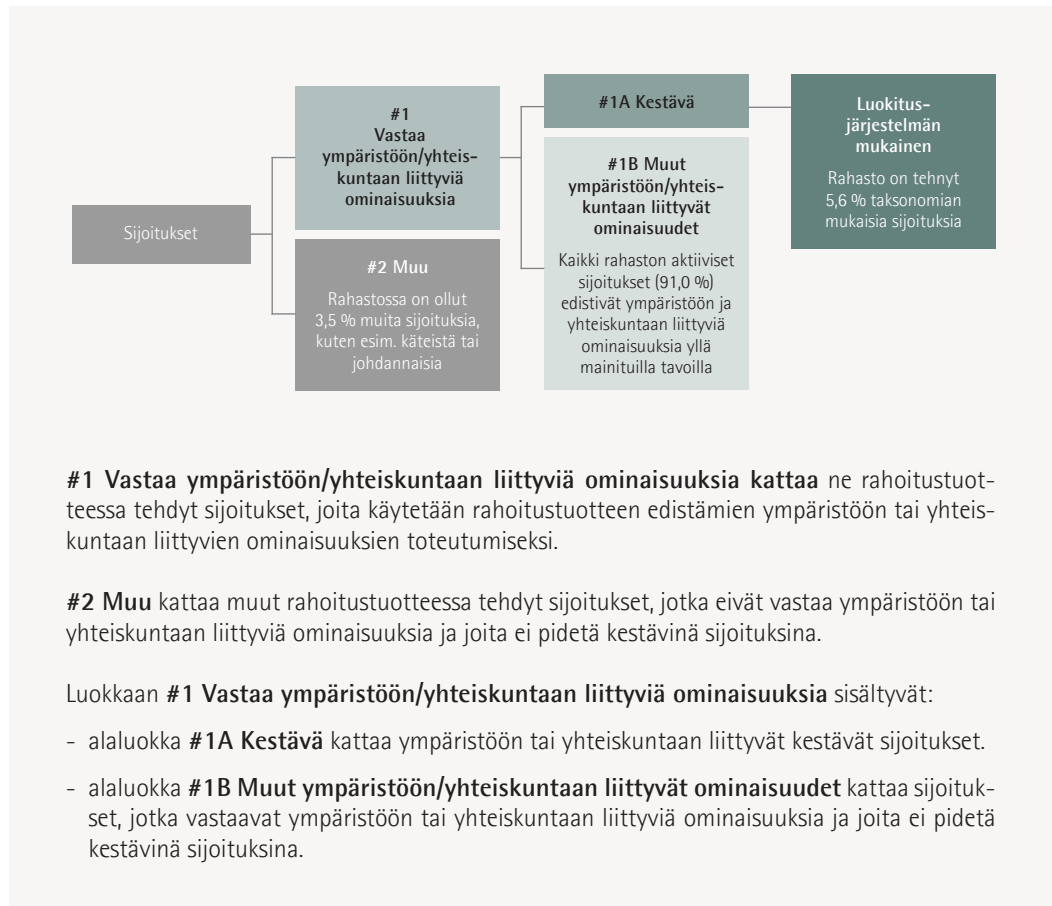 Sijoitukset
#1
Vastaa
ympäristöön/yhteis-
kuntaan liittyviä
ominaisuuksia
#2 Muu
Rahastossa on ollut
3,5 % muita sijoituksia,
kuten esim. käteistä tai
johdannaisia
#1A Kestävä
#1B Muut
ympäristöön/yhteis-
kuntaan liittyvät
ominaisuudet
Kaikki rahaston aktiiviset
sijoitukset (91,0 %)
edistivät ympäristöön ja
yhteiskuntaan liittyviä
ominaisuuksia yllä
mainituilla tavoilla
Luokitus-
järjestelmän
mukainen
Rahasto on tehnyt
5,6 % taksonomian
mukaisia sijoituksia
#1 Vastaa ympäristöön/yhteiskuntaan liittyviä ominaisuuksia kattaa ne rahoitustuot-
teessa tehdyt sijoitukset, joita käytetään rahoitustuotteen edistämien ympäristöön tai yhteis-
kuntaan liittyvien ominaisuuksien toteutumiseksi.
#2 Muu kattaa muut rahoitustuotteessa tehdyt sijoitukset, jotka eivät vastaa ympäristöön tai
yhteiskuntaan liittyviä ominaisuuksia ja joita ei pidetä kestävinä sijoituksina.
Luokkaan #1 Vastaa ympäristöön/yhteiskuntaan liittyviä ominaisuuksia sisältyvät:
- alaluokka #1A Kestävä kattaa ympäristöön tai yhteiskuntaan liittyvät kestävät sijoitukset.
- alaluokka #1B Muut ympäristöön/yhteiskuntaan liittyvät ominaisuudet kattaa sijoituk-
set, jotka vastaavat ympäristöön tai yhteiskuntaan liittyviä ominaisuuksia ja joita ei pidetä
kestävinä sijoituksina.